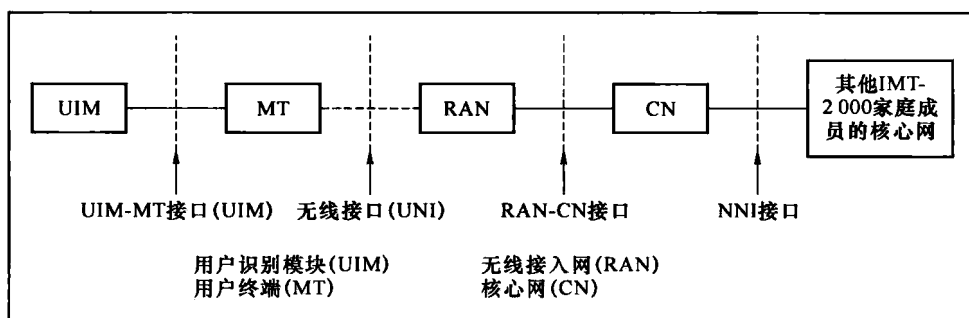 UIM
MT
RAN
CN
其他IMT-
2 000家庭成
员的核心网
UIM-MT接口(UIM)
无线接口(UNI)
RAN-CN接口
NNI接口
用户识别模块(UIM)
用户终端(MT)
无线接入网(RAN)
核心网(CN)